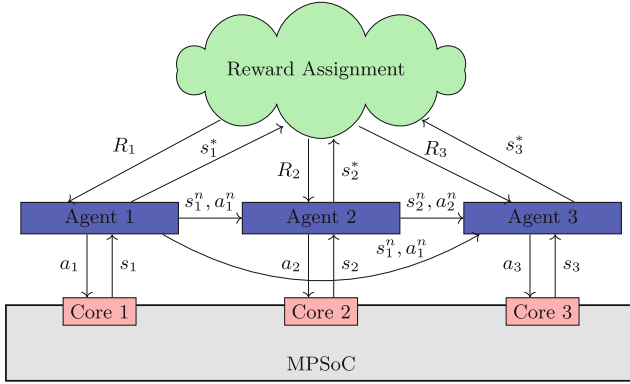 Reward Assignment
R₁
s₁*
R₂
s₂*
R₃
s₃*
s₁ⁿ, a₁ⁿ
s₂ⁿ, a₂ⁿ
Agent 1
Agent 2
Agent 3
s₁ⁿ, a₁ⁿ
a₁
s₁
a₂
s₂
a₃
s₃
Core 1
Core 2
Core 3
MPSoC